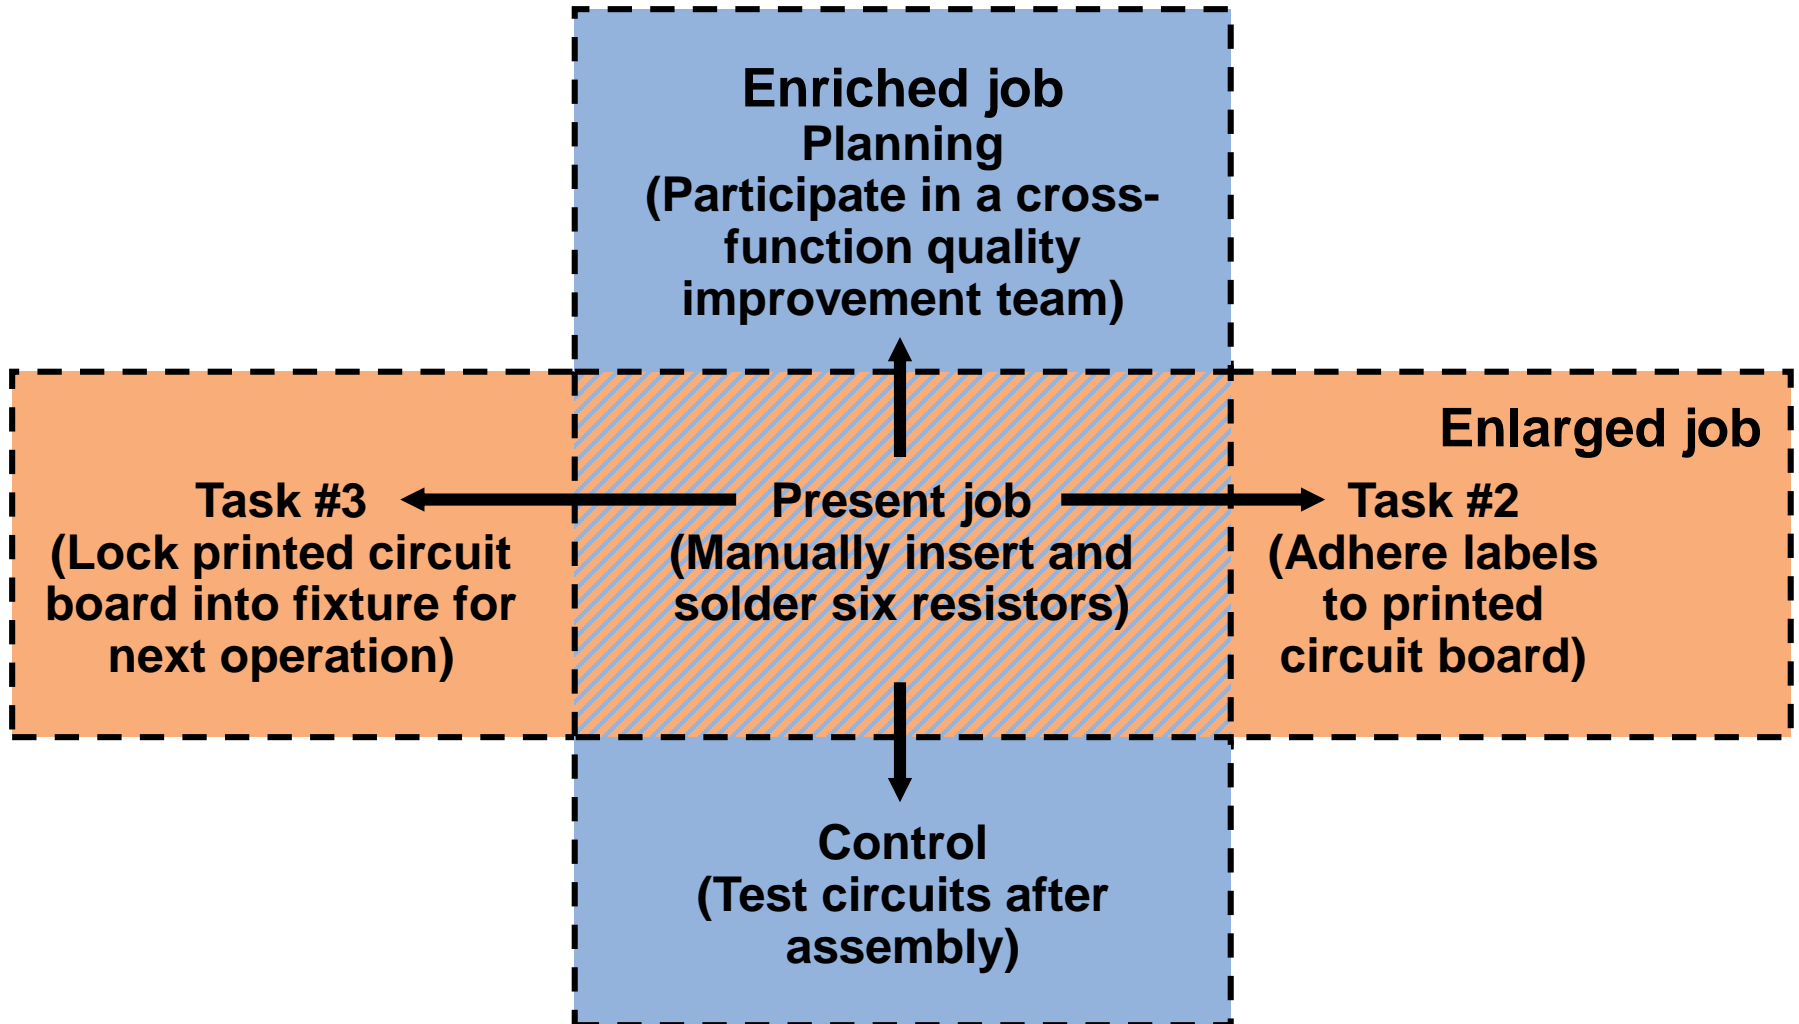 Enriched job
Planning
(Participate in a cross-
function quality
improvement team)
Enlarged job
Task #3
(Lock printed circuit
board into fixture for
next operation)
Present job
(Manually insert and
solder six resistors)
Task #2
(Adhere labels
to printed
circuit board)
Control
(Test circuits after
assembly)